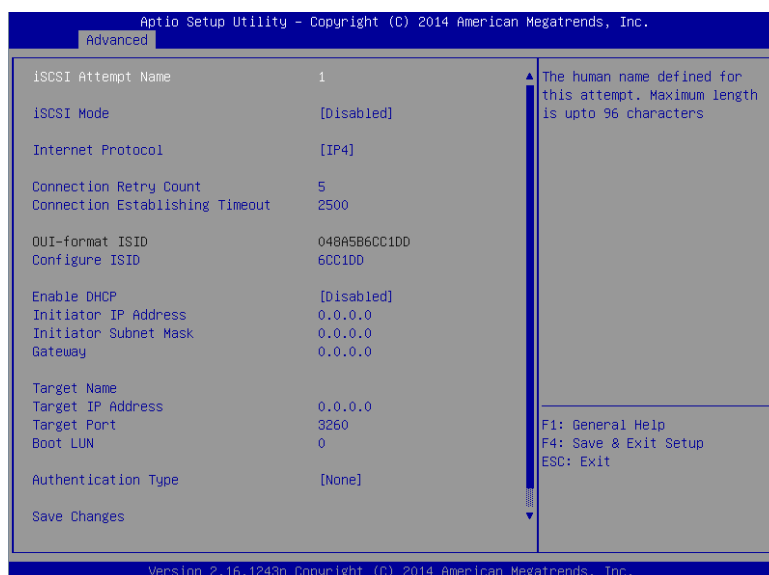 Aptio Setup Utility – Copyright (C) 2014 American Megatrends, Inc.
Advanced
iSCSI Attempt Name 1
iSCSI Mode [Disabled]
Internet Protocol [IP4]
Connection Retry Count 5
Connection Establishing Timeout 2500
OUI-format ISID 048A5B6CC1DD
Configure ISID 6CC1DD
Enable DHCP [Disabled]
Initiator IP Address 0.0.0.0
Initiator Subnet Mask 0.0.0.0
Gateway 0.0.0.0
Target Name
Target IP Address 0.0.0.0
Target Port 3260
Boot LUN 0
Authentication Type [None]
Save Changes
The human name defined for
this attempt. Maximum length
is upto 96 characters
F1: General Help
F4: Save & Exit Setup
ESC: Exit
Version 2.16.1243n Copyright (C) 2014 American Megatrends, Inc.